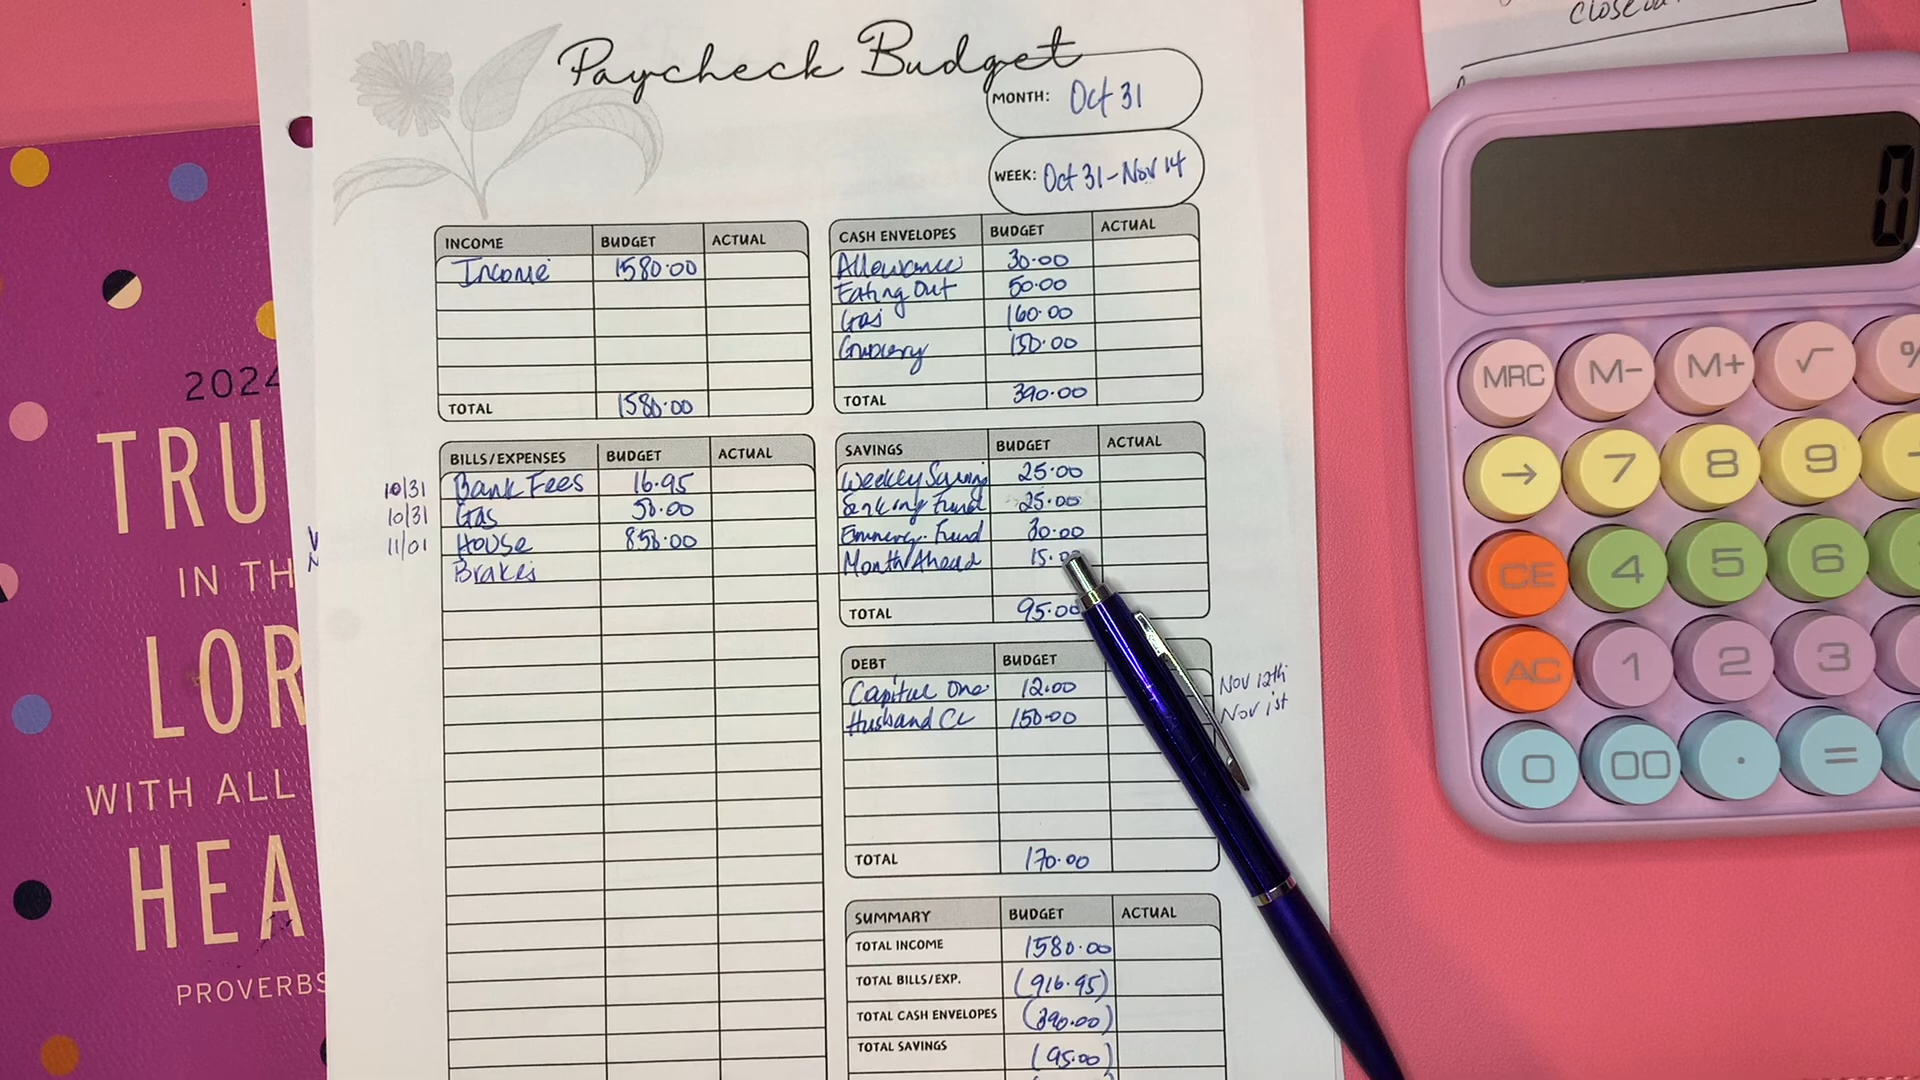 closeou
Paycheck Budget
MONTH: Oct 31
WEEK: Oct 31-Nov 14
INCOME BUDGET ACTUAL
Income 1580.00
TOTAL 1580.00
BILLS/EXPENSES BUDGET ACTUAL
10/31 Bank Fees 16.95
10/31 Gas 50.00
11/01 House 850.00
Brakes
CASH ENVELOPES BUDGET ACTUAL
Allowance 30.00
Eating Out 50.00
Gas 160.00
Grocery 150.00
TOTAL 390.00
SAVINGS BUDGET ACTUAL
Weekly Saving 25.00
Sinking Fund 25.00
Emnerg. Fund 30.00
Month Ahead 15.00
TOTAL 95.00
DEBT BUDGET
Capital One 12.00 Nov 12th
Husband CC 150.00 Nov 1st
TOTAL 170.00
SUMMARY BUDGET ACTUAL
TOTAL INCOME 1580.00
TOTAL BILLS/EXP. (916.95)
TOTAL CASH ENVELOPES (390.00)
TOTAL SAVINGS (95.00)
2024
TRU
IN TH
LOR
WITH ALL
HEA
PROVERBS
0
MRC M- M+ √ %
→ 7 8 9 -
CE 4 5 6
AC 1 2 3
0 00 . =